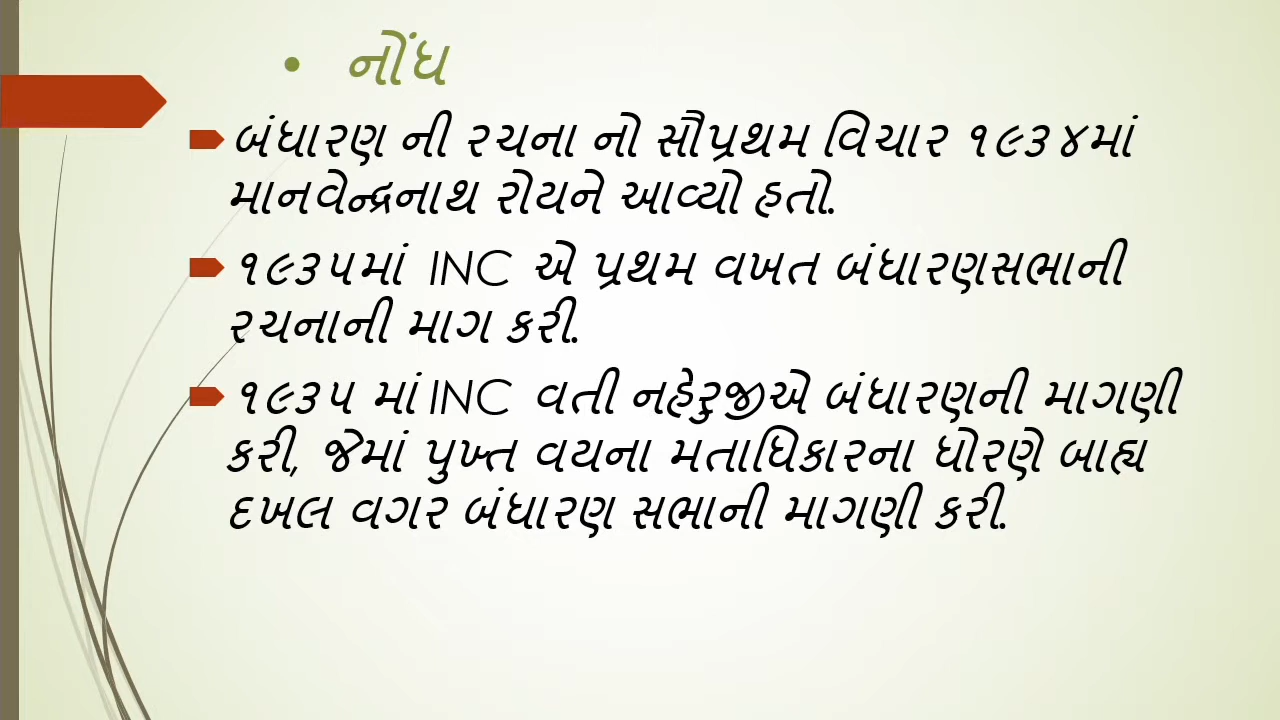 • નોંધ
બંધારણ ની રચના નો સૌપ્રથમ વિચાર ૧૯૩૪માં
માનવેન્દ્રનાથ રોયને આવ્યો હતો.
૧૯૩૫માં INC એ પ્રથમ વખત બંધારણસભાની
રચનાની માગ કરી.
૧૯૩૫ માં INC વતી નહેરુજીએ બંધારણની માગણી
કરી, જેમાં પુખ્ત વયના મતાધિકારના ધોરણે બાહ્ય
દખલ વગર બંધારણ સભાની માગણી કરી.